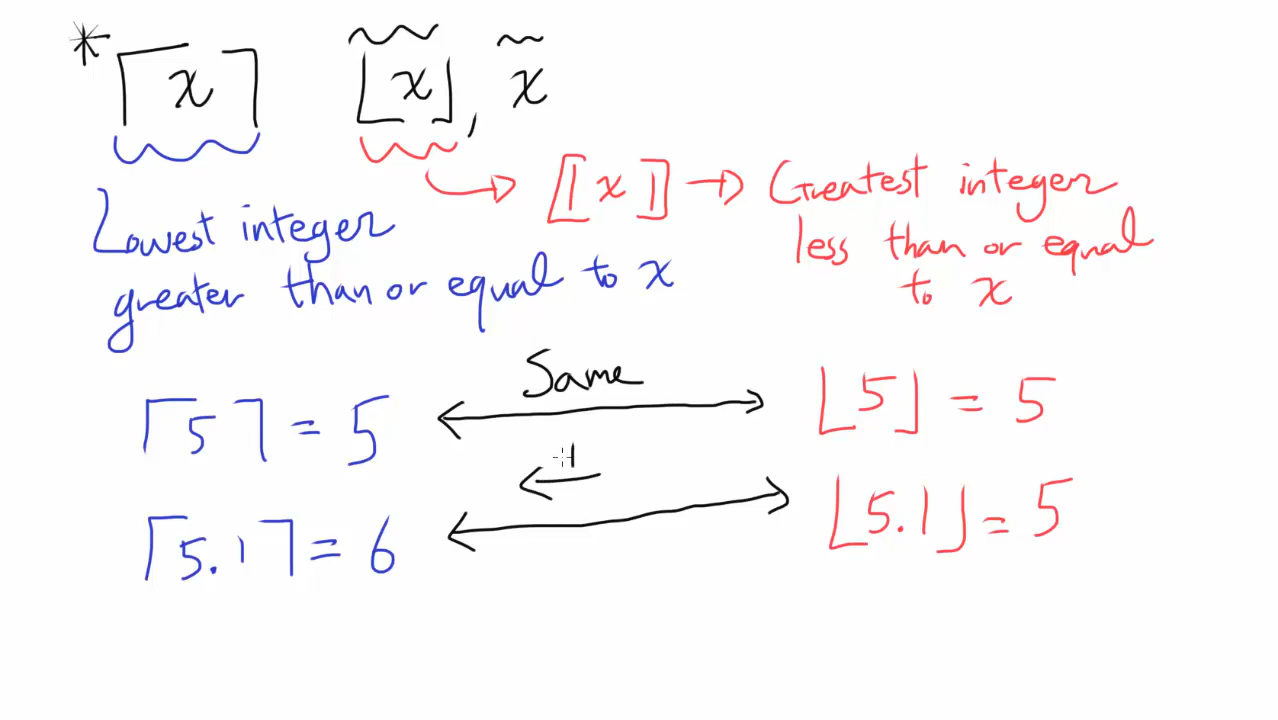 * ⌈x⌉ ⌊x⌋, x̃
⟦x⟧ → Greatest integer
less than or equal
to x
Lowest integer
greater than or equal to x
Same
⌈5⌉ = 5 ⟷ ⌊5⌋ = 5
← 1
⌈5.1⌉ = 6 ⟷ ⌊5.1⌋ = 5